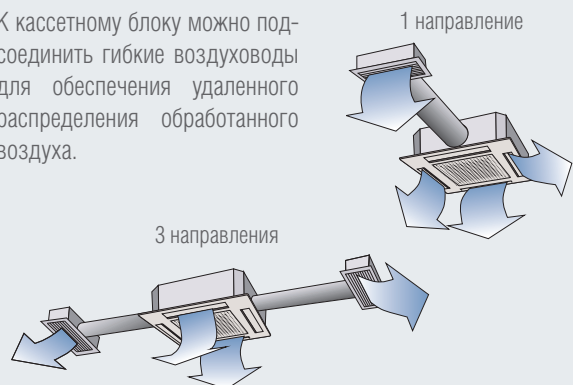 К кассетному блоку можно под-
соединить гибкие воздуховоды
для обеспечения удаленного
распределения обработанного
воздуха.
1 направление
3 направления